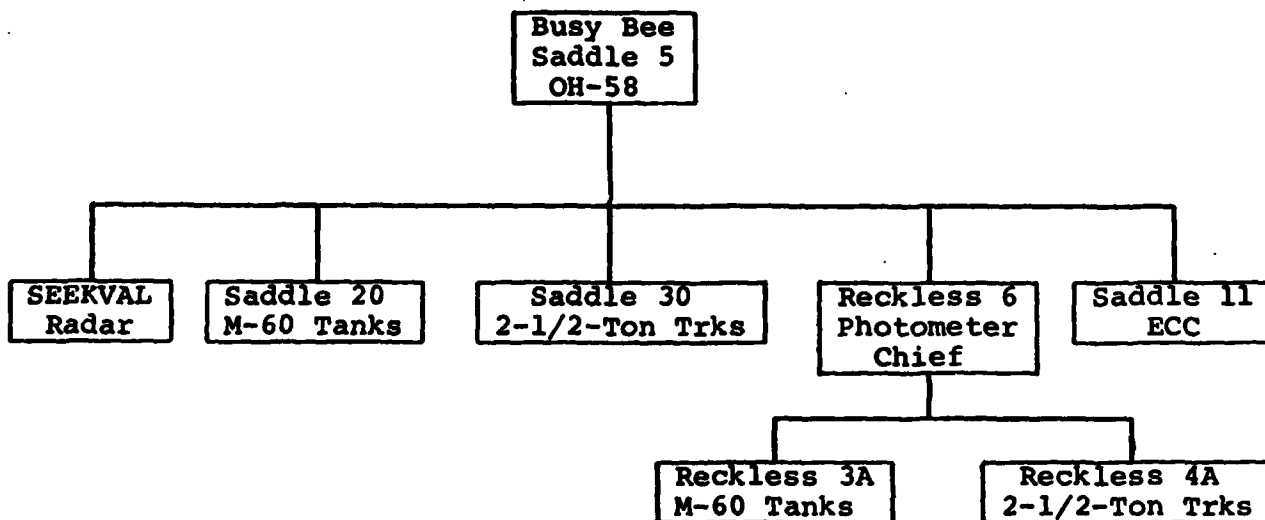 Busy Bee
Saddle 5
OH-58
SEEKVAL
Radar
Saddle 20
M-60 Tanks
Saddle 30
2-1/2-Ton Trks
Reckless 6
Photometer
Chief
Saddle 11
ECC
Reckless 3A
M-60 Tanks
Reckless 4A
2-1/2-Ton Trks